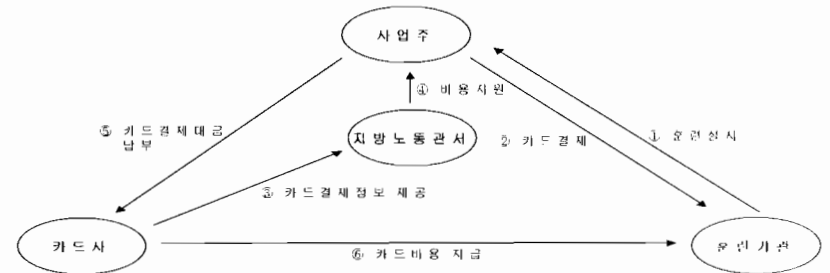 사업주
④ 비용지원
⑤ 카드결제대금
납부
지방노동관서
② 카드결제
① 훈련실시
③ 카드결제정보 제공
카드사
⑥ 카드비용 지급
훈련기관